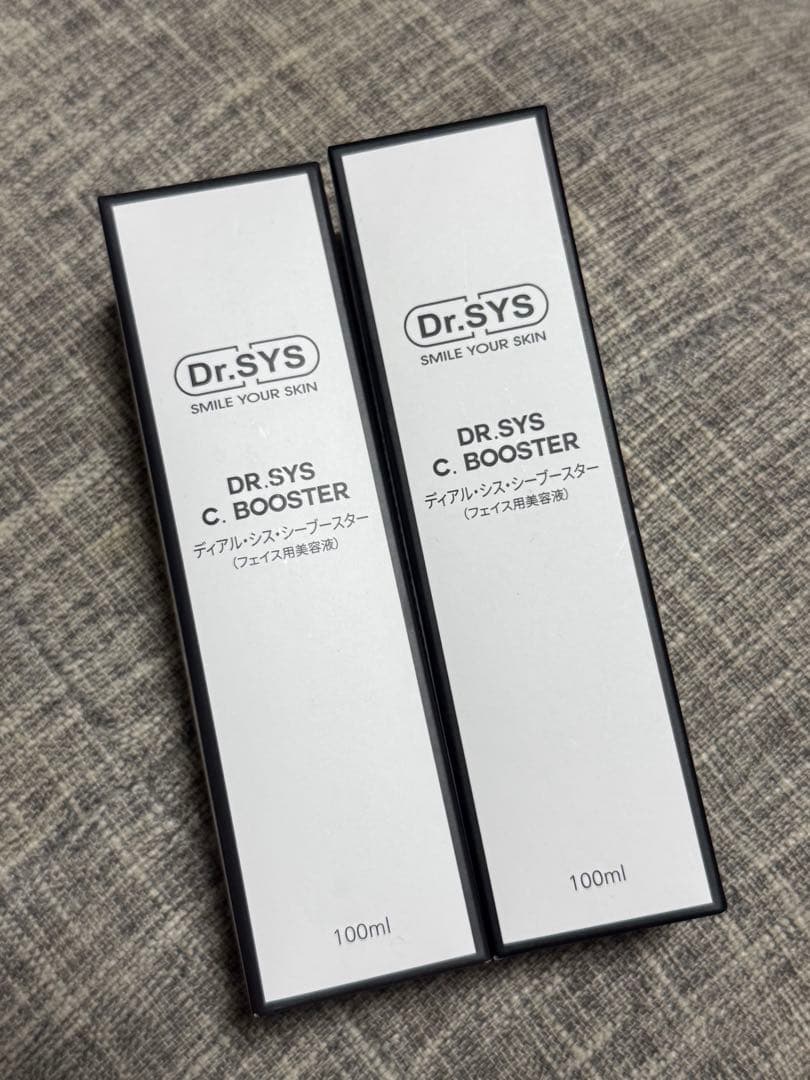 Dr.SYS
SMILE YOUR SKIN
DR.SYS
C. BOOSTER
ディアル・シス・シーブースター
(フェイス用美容液)
100ml
Dr.SYS
SMILE YOUR SKIN
DR.SYS
C. BOOSTER
ディアル・シス・シーブースター
(フェイス用美容液)
100ml